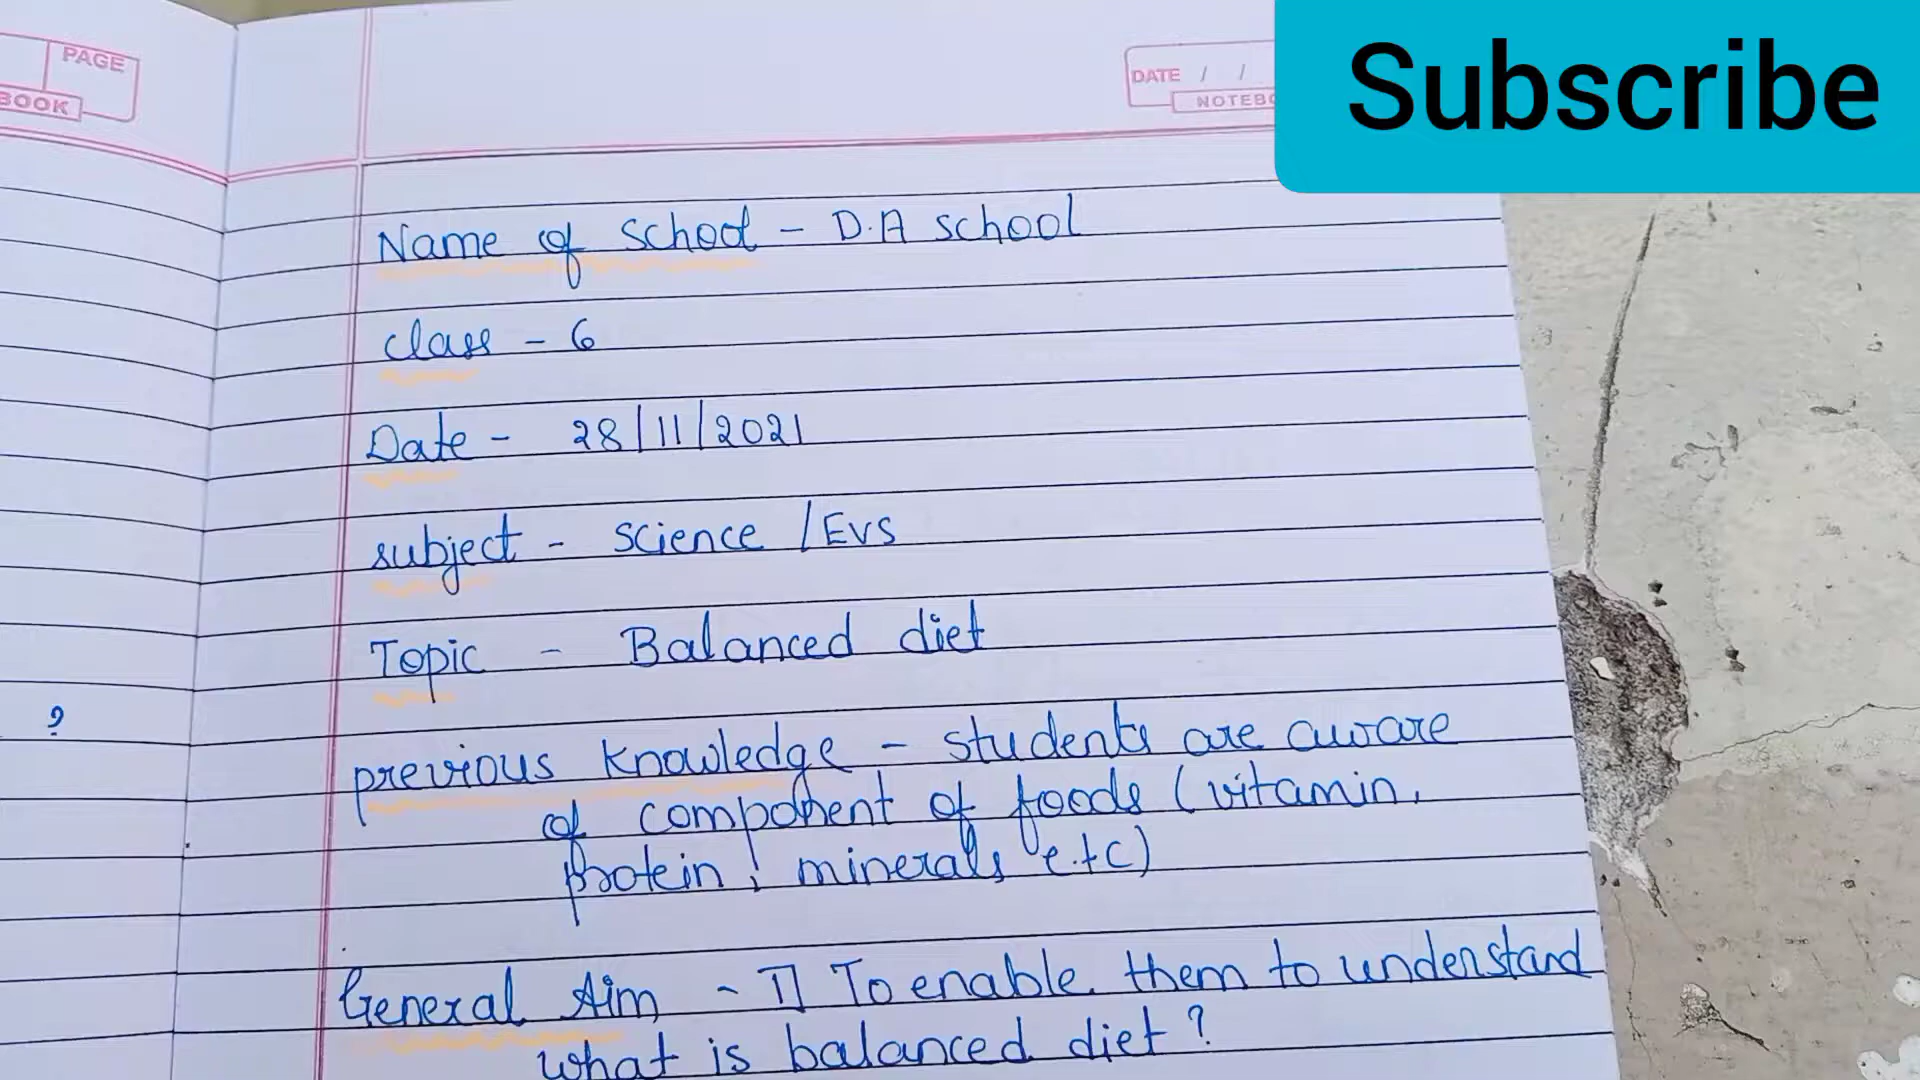 PAGE
BOOK
DATE / /
Subscribe
Name of School - D.A school
class - 6
Date - 28/11/2021
subject - science / Evs
Topic - Balanced diet
?
previous knowledge - students are aware
of component of foods (vitamin,
protein, minerals etc)
General Aim - 1] To enable them to understand
what is balanced diet ?